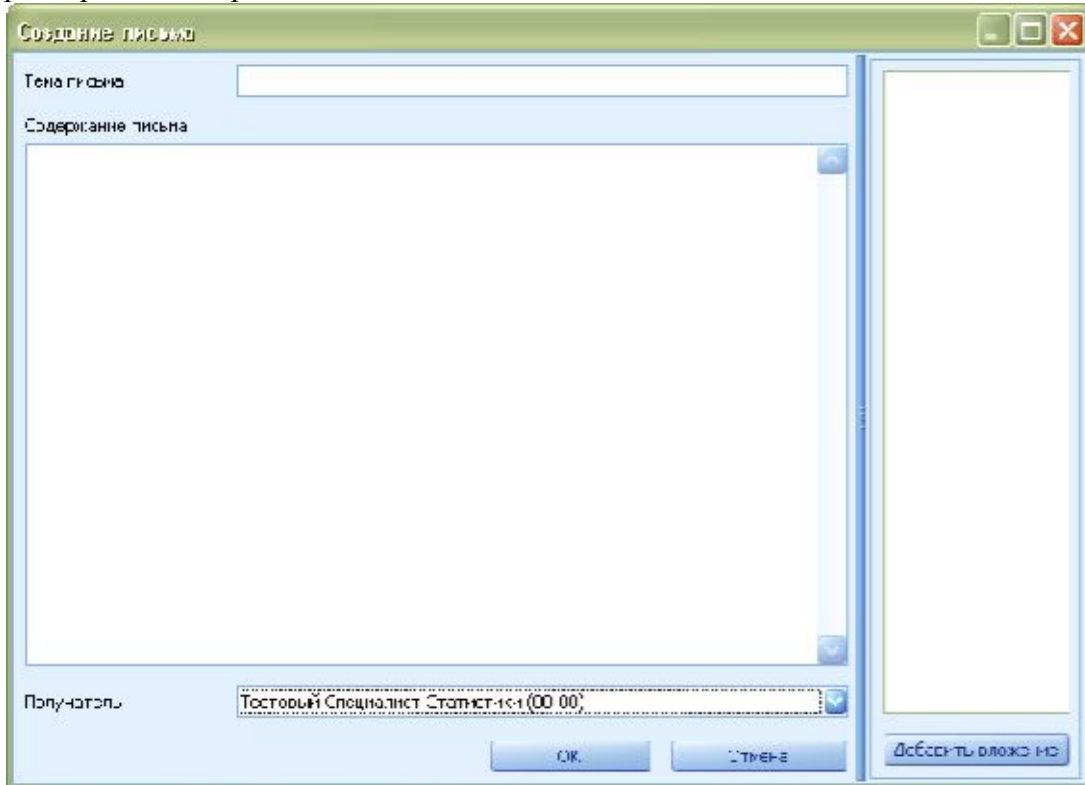 Создание письма
Тема письма
Содержание письма
Получатель
Тестовый Специалист Статистики (00-00)
ОК
Отмена
Добавить вложение